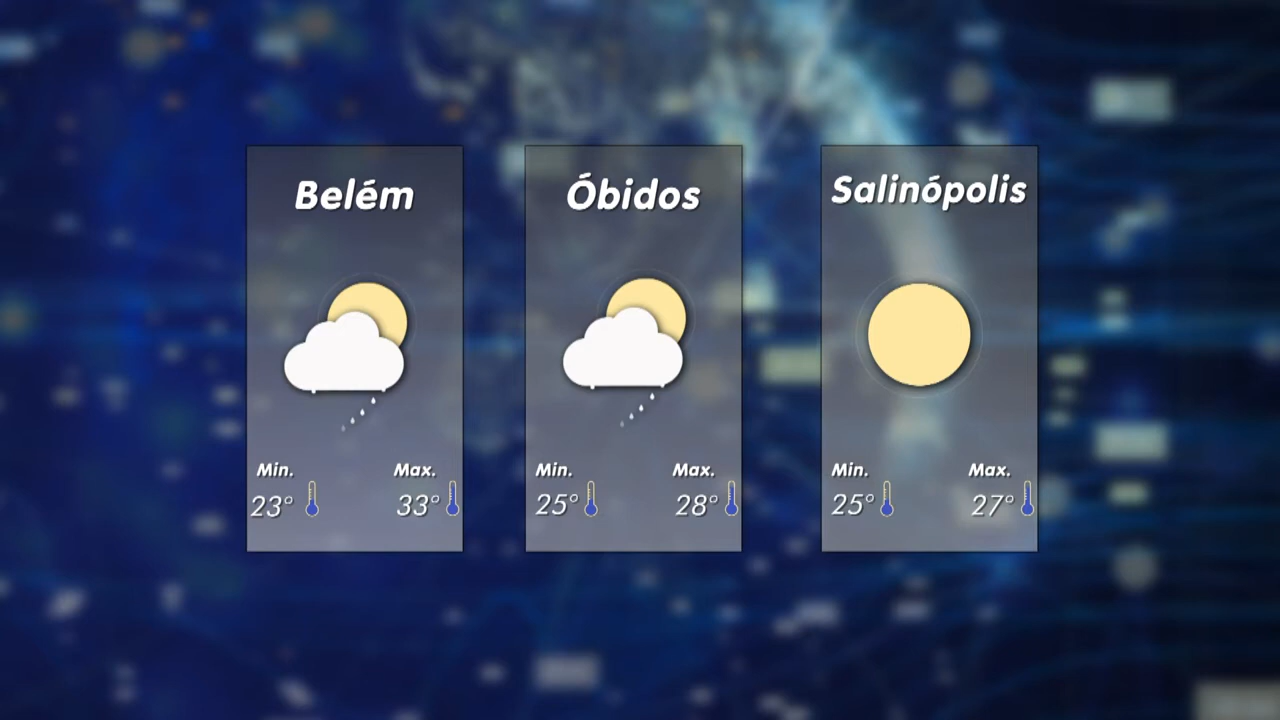 Belém
Min. Max.
23° 33°
Óbidos
Min. Max.
25° 28°
Salinópolis
Min. Max.
25° 27°